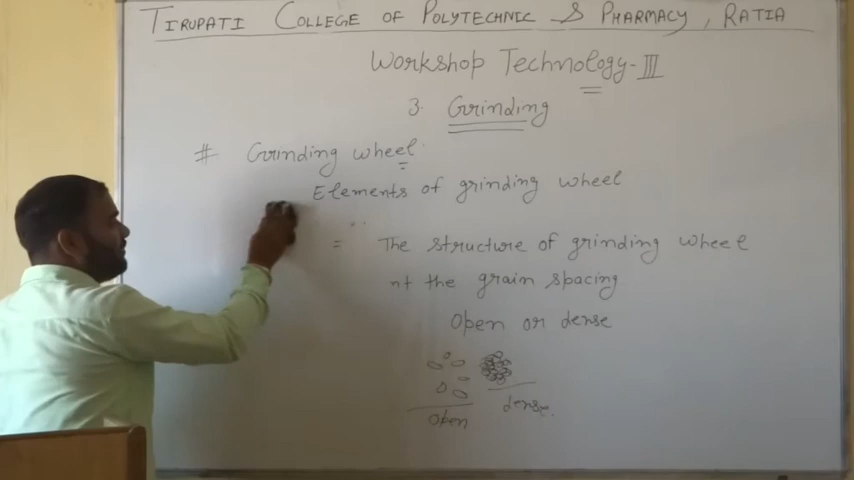 TIRUPATI COLLEGE OF POLYTECHNIC & PHARMACY, RATIA
Workshop Technology-III
3. Grinding
# Grinding wheel
Elements of grinding wheel
= The structure of grinding wheel
nt the grain spacing
Open or dense
Open
dense.